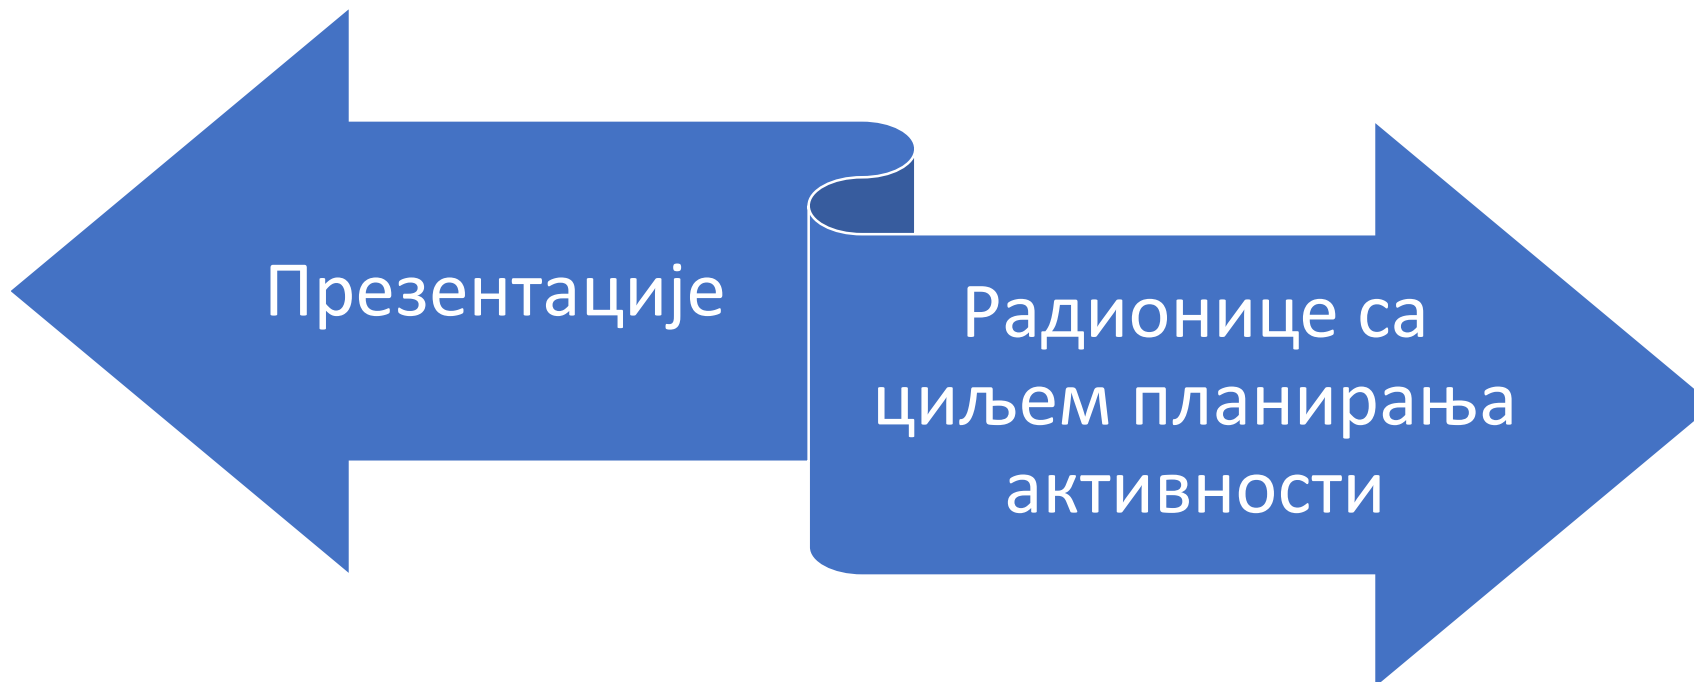 Презентације
Радионице са
циљем планирања
активности